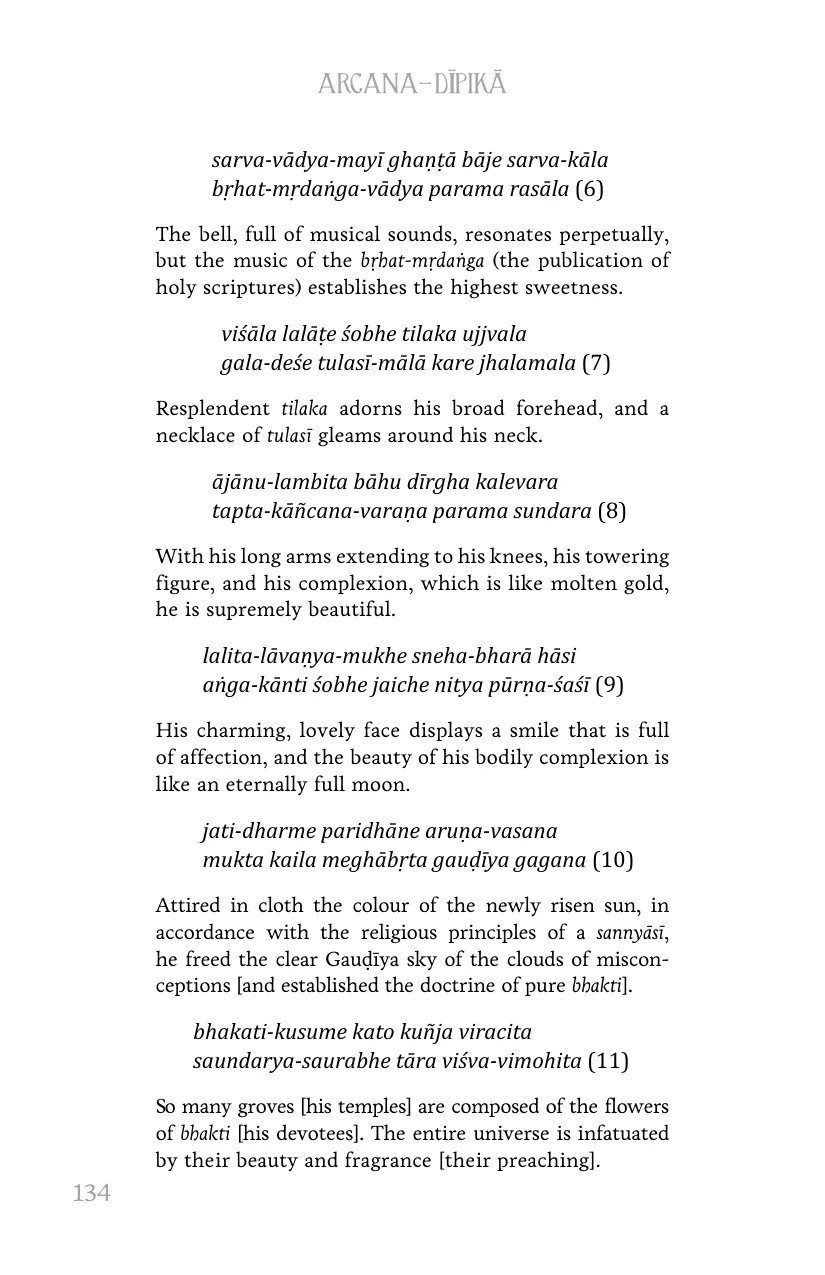 ARCANA–DĪPIKĀ
sarva-vādya-mayī ghaṇṭā bāje sarva-kāla
bṛhat-mṛdaṅga-vādya parama rasāla (6)
The bell, full of musical sounds, resonates perpetually,
but the music of the bṛhat-mṛdaṅga (the publication of
holy scriptures) establishes the highest sweetness.
viśāla lalāṭe śobhe tilaka ujjvala
gala-deśe tulasī-mālā kare jhalamala (7)
Resplendent tilaka adorns his broad forehead, and a
necklace of tulasī gleams around his neck.
ājānu-lambita bāhu dīrgha kalevara
tapta-kāñcana-varaṇa parama sundara (8)
With his long arms extending to his knees, his towering
figure, and his complexion, which is like molten gold,
he is supremely beautiful.
lalita-lāvaṇya-mukhe sneha-bharā hāsi
aṅga-kānti śobhe jaiche nitya pūrṇa-śaśī (9)
His charming, lovely face displays a smile that is full
of affection, and the beauty of his bodily complexion is
like an eternally full moon.
jati-dharme paridhāne aruṇa-vasana
mukta kaila meghābṛta gauḍīya gagana (10)
Attired in cloth the colour of the newly risen sun, in
accordance with the religious principles of a sannyāsī,
he freed the clear Gauḍīya sky of the clouds of miscon-
ceptions [and established the doctrine of pure bhakti].
bhakati-kusume kato kuñja viracita
saundarya-saurabhe tāra viśva-vimohita (11)
So many groves [his temples] are composed of the flowers
of bhakti [his devotees]. The entire universe is infatuated
by their beauty and fragrance [their preaching].
134